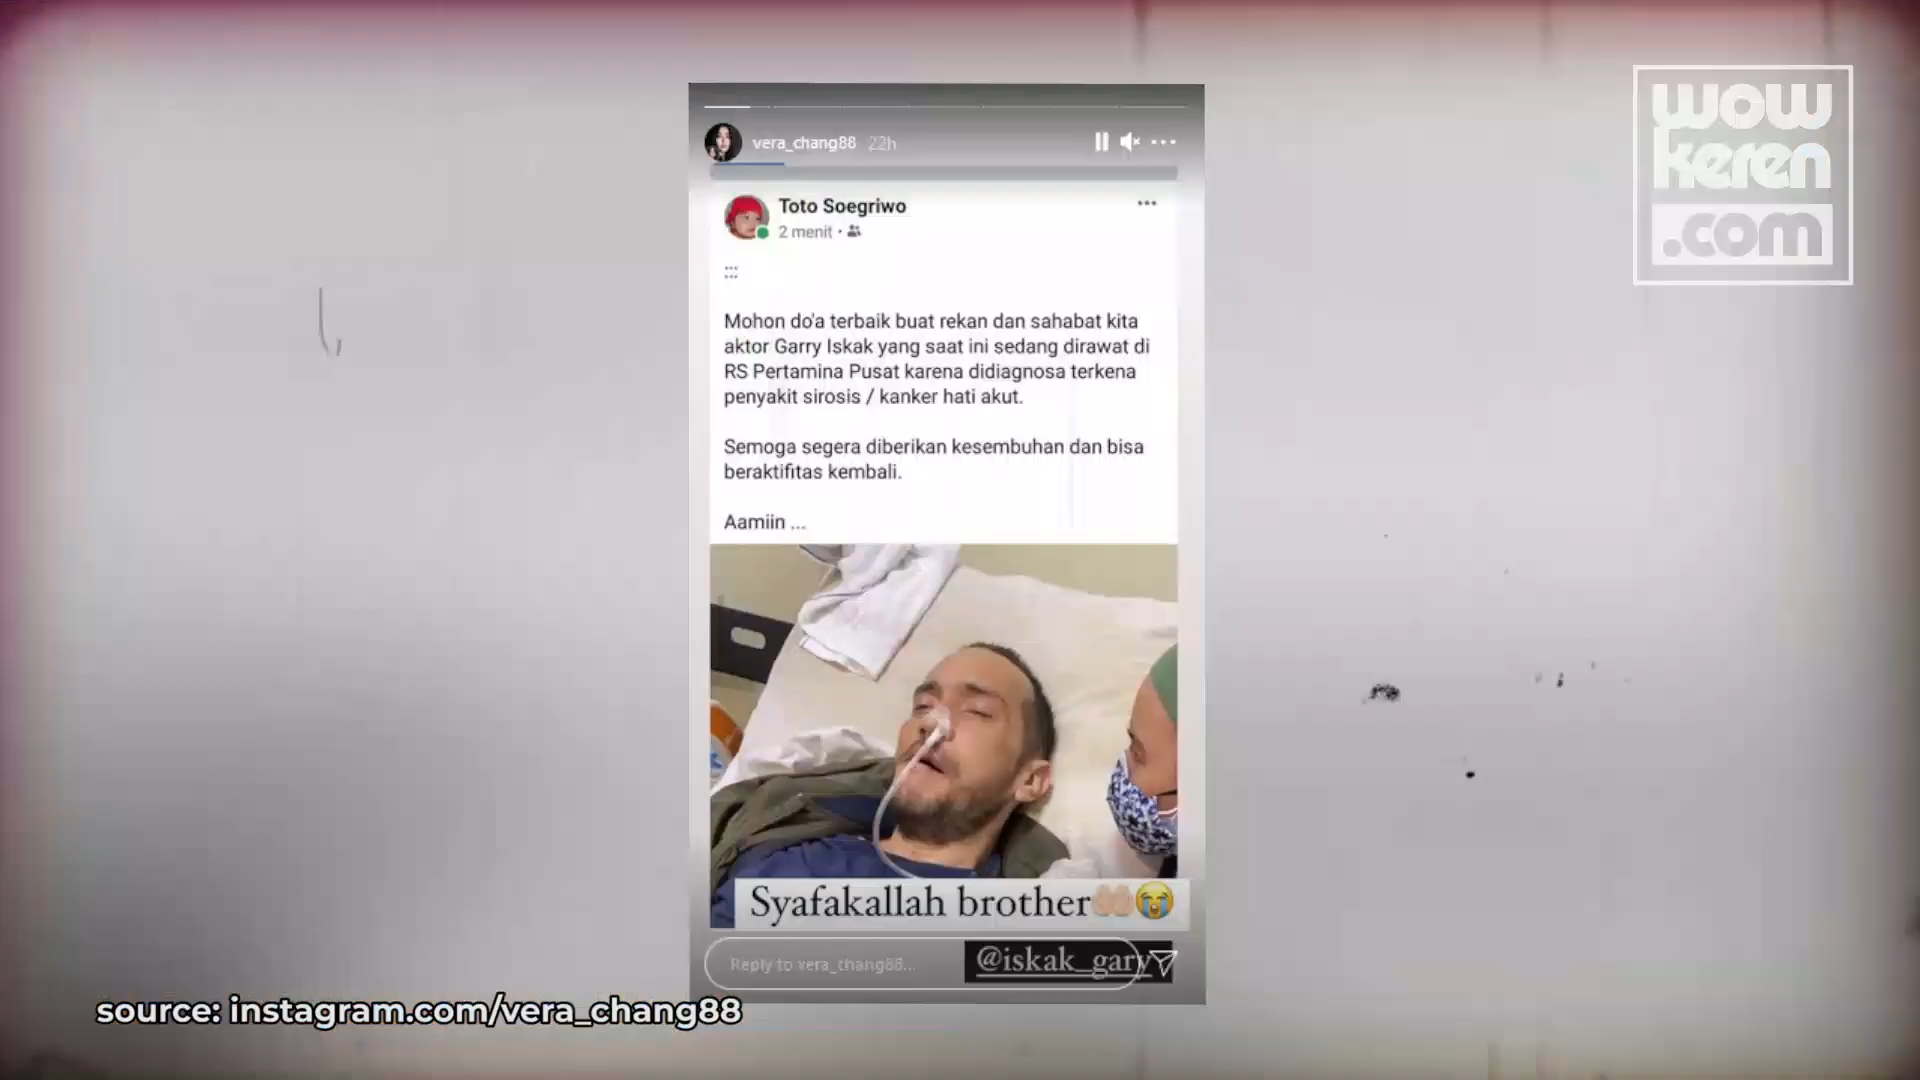 wow
keren
.com
vera_chang88 22h
Toto Soegriwo
2 menit
:::
Mohon do'a terbaik buat rekan dan sahabat kita
aktor Garry Iskak yang saat ini sedang dirawat di
RS Pertamina Pusat karena didiagnosa terkena
penyakit sirosis / kanker hati akut.
Semoga segera diberikan kesembuhan dan bisa
beraktifitas kembali.
Aamiin ...
Syafakallah brother🤲🏻😭
Reply to vera_chang88...
@iskak_gary
source: instagram.com/vera_chang88